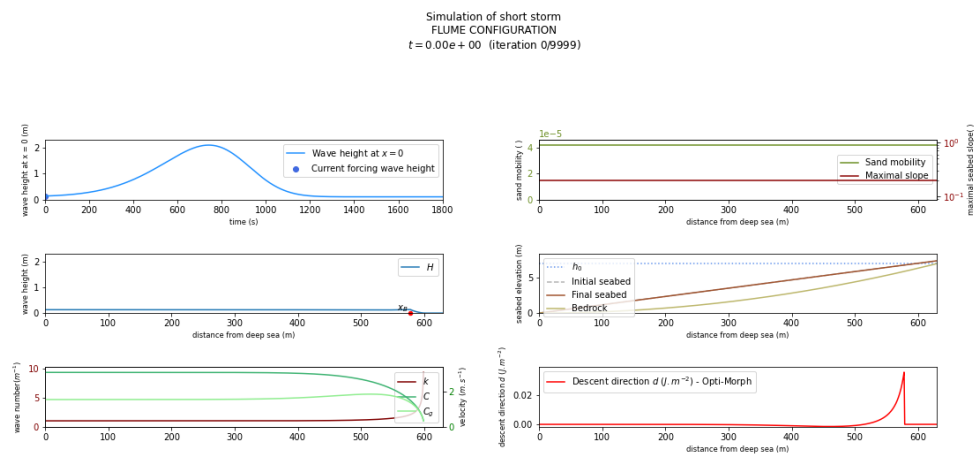 Simulation of short storm
FLUME CONFIGURATION
t = 0.00e + 00 (iteration 0/9999)
wave height at x = 0 (m)
2
1
0
Wave height at x = 0
Current forcing wave height
0 200 400 600 800 1000 1200 1400 1600 1800
time (s)
1e−5
sand mobility ( )
4
2
0
Sand mobility
Maximal slope
10⁰
10⁻¹
maximal seabed slope( )
0 100 200 300 400 500 600
distance from deep sea (m)
wave height (m)
2
1
0
H
x_B
0 100 200 300 400 500 600
distance from deep sea (m)
seabed elevation (m)
5
0
h₀
Initial seabed
Final seabed
Bedrock
0 100 200 300 400 500 600
distance from deep sea (m)
wave number(m⁻¹)
10
5
0
k
C
C_g
2
0
velocity (m.s⁻¹)
0 100 200 300 400 500 600
distance from deep sea (m)
descent direction d (J.m⁻²)
0.02
0.00
Descent direction d (J.m⁻²) - Opti-Morph
0 100 200 300 400 500 600
distance from deep sea (m)